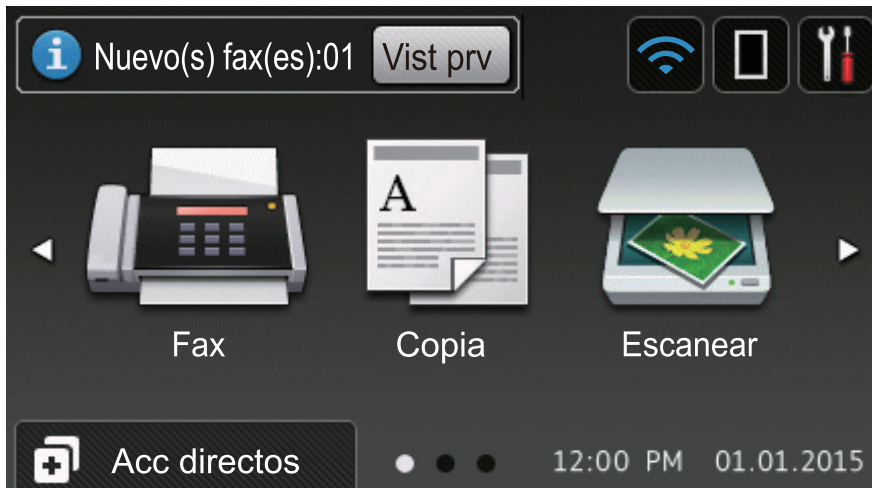 Nuevo(s) fax(es):01 Vist prv
A
Fax Copia Escanear
Acc directos 12:00 PM 01.01.2015